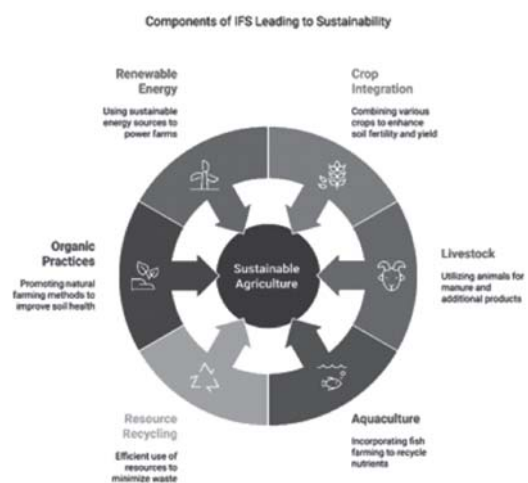 Components of IFS Leading to Sustainability
Renewable
Energy
Using sustainable
energy sources to
power farms
Crop
Integration
Combining various
crops to enhance
soil fertility and yield
Organic
Practices
Promoting natural
farming methods to
improve soil health
Sustainable
Agriculture
Livestock
Utilizing animals for
manure and
additional products
Resource
Recycling
Efficient use of
resources to
minimize waste
Aquaculture
Incorporating fish
farming to recycle
nutrients